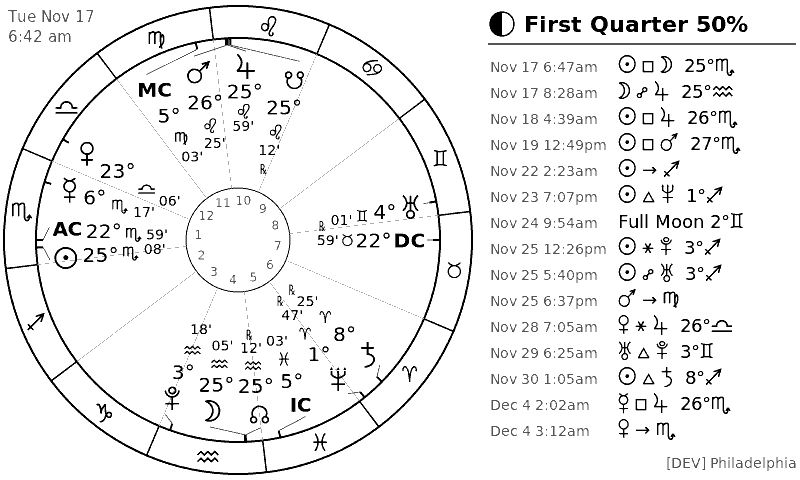 Tue Nov 17
6:42 am
First Quarter 50%
Nov 17 6:47am ☉ □ ☽ 25°♏
Nov 17 8:28am ☽ ☍ ♃ 25°♒
Nov 18 4:39am ☉ □ ♃ 26°♏
Nov 19 12:49pm ☉ □ ♂ 27°♏
Nov 22 2:23am ☉ → ♐
Nov 23 7:07pm ☉ △ ♆ 1°♐
Nov 24 9:54am Full Moon 2°♊
Nov 25 12:26pm ☉ ⚹ ♇ 3°♐
Nov 25 5:40pm ☉ ☍ ♅ 3°♐
Nov 25 6:37pm ♂ → ♍
Nov 28 7:05am ♀ ⚹ ♃ 26°♎
Nov 29 6:25am ♅ △ ♇ 3°♊
Nov 30 1:05am ☉ △ ♄ 8°♐
Dec 4 2:02am ☿ □ ♃ 26°♏
Dec 4 3:12am ♀ → ♏
[DEV] Philadelphia
♍ ♌ ♋ ♊ ♉ ♈ ♓ ♒ ♑ ♐ ♏ ♎
MC 5° ♍ 03'
♂ 26° ♌ 25'
♃ 25° ♌ 59'
☋ 25° ♌ 12' ℞
♀ 23° ♎ 06'
☿ 6° ♏ 17'
AC 22° ♏ 59'
☉ 25° ♏ 08'
℞ 01' ♊ 4° ♅
59' ♉ 22° DC
♇ 3° ♒ 18'
☽ 25° ♒ 05'
☊ 25° ♒ 12' ℞
IC 5° ♓ 03'
♆ 1° ♈ 47' ℞
♄ 8° ♈ 25' ℞
1 2 3 4 5 6 7 8 9 10 11 12